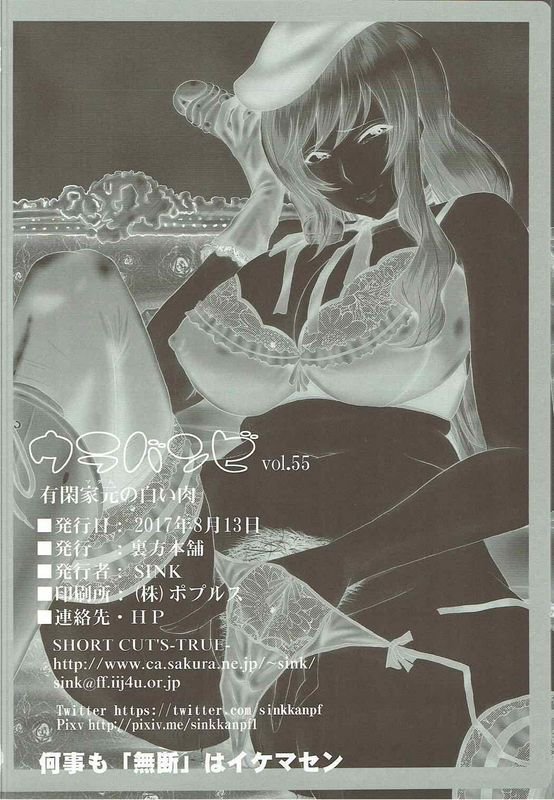 ウラバンビ vol.55
マダム
有閑家元の白い肉
■発行日：2017年8月13日
■発行　：裏方本舗
■発行者：SINK
■印刷所：(株)ポプルス
■連絡先・HP
SHORT CUT'S-TRUE-
http://www.ca.sakura.ne.jp/~sink/
sink@ff.iij4u.or.jp
Twitter https://twitter.com/sinkkanpf
Pixv http://pixiv.me/sinkkanpf1
何事も「無断」はイケマセン